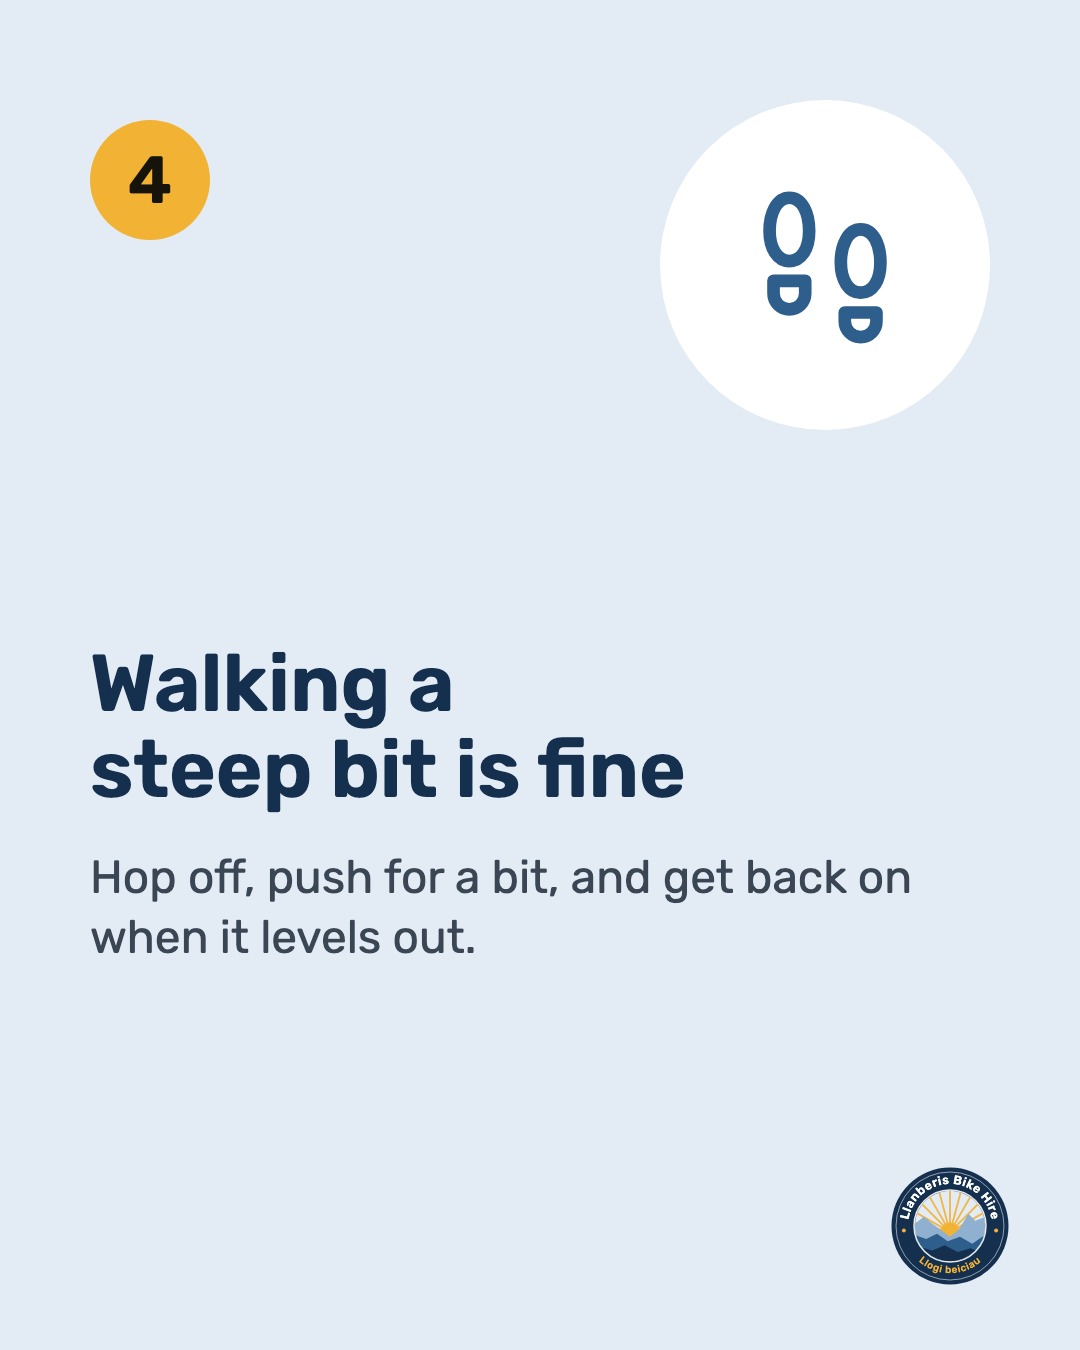 4
Walking a
steep bit is fine
Hop off, push for a bit, and get back on
when it levels out.
Llanberis Bike Hire
Llogi beiciau